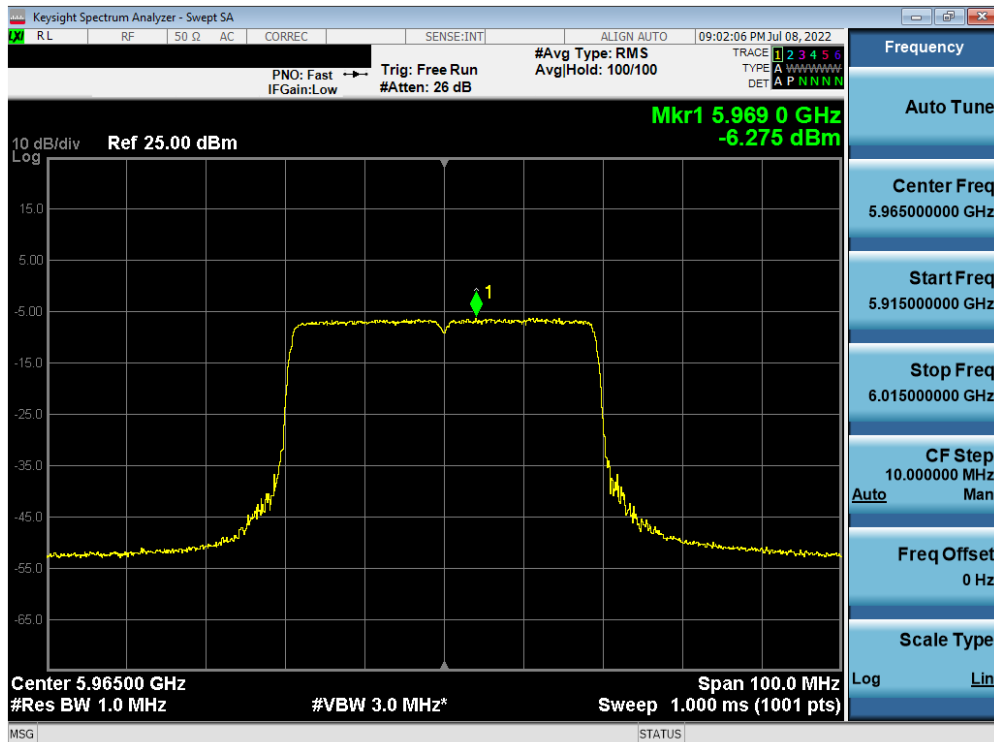 Keysight Spectrum Analyzer - Swept SA
LXI RL RF 50 Ω AC CORREC SENSE:INT ALIGN AUTO 09:02:06 PM Jul 08, 2022
PNO: Fast
IFGain:Low
Trig: Free Run
#Atten: 26 dB
#Avg Type: RMS
Avg|Hold: 100/100
TRACE 1 2 3 4 5 6
TYPE A WWWWW
DET A P N N N N
Mkr1 5.969 0 GHz
-6.275 dBm
10 dB/div Ref 25.00 dBm
Log
15.0
5.00
1
-5.00
-15.0
-25.0
-35.0
-45.0
-55.0
-65.0
Center 5.96500 GHz Span 100.0 MHz
#Res BW 1.0 MHz #VBW 3.0 MHz* Sweep 1.000 ms (1001 pts)
MSG STATUS
Frequency
Auto Tune
Center Freq
5.965000000 GHz
Start Freq
5.915000000 GHz
Stop Freq
6.015000000 GHz
CF Step
10.000000 MHz
Auto Man
Freq Offset
0 Hz
Scale Type
Log Lin